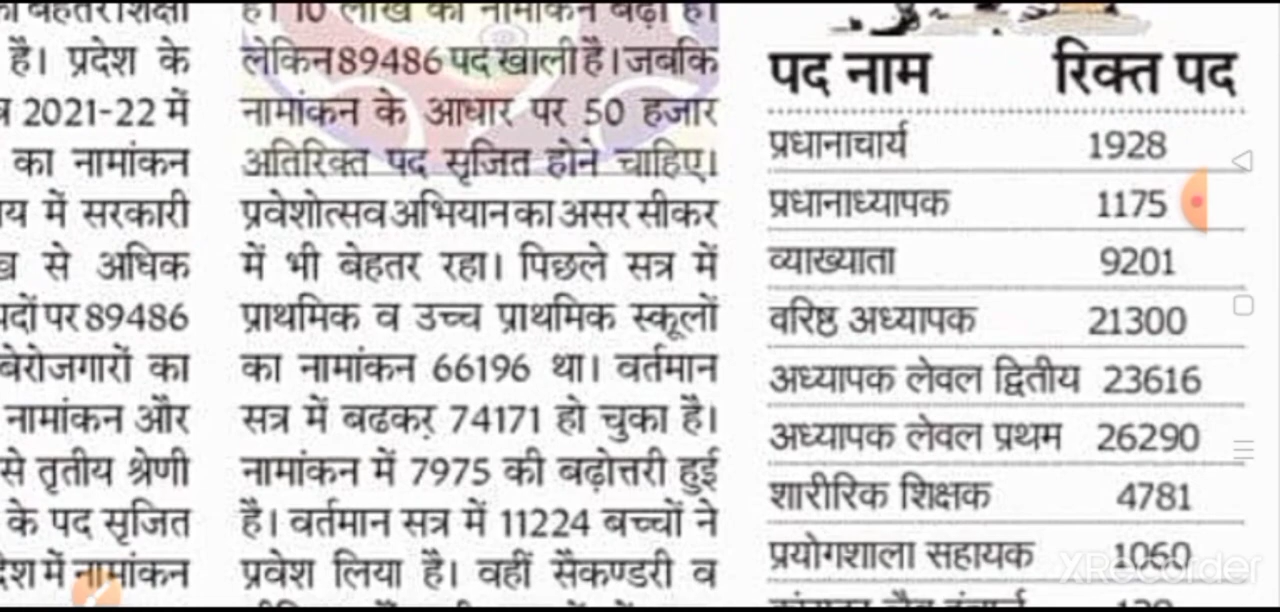 है। प्रदेश के
2021-22 में
का नामांकन
में सरकारी
से अधिक
पदों पर 89486
बेरोजगारों का
नामांकन और
से तृतीय श्रेणी
के पद सृजित
में नामांकन
है। 10 लाख का नामांकन बढ़ा है।
लेकिन 89486 पद खाली है। जबकि
नामांकन के आधार पर 50 हजार
अतिरिक्त पद सृजित होने चाहिए।
प्रवेशोत्सव अभियान का असर सीकर
में भी बेहतर रहा। पिछले सत्र में
प्राथमिक व उच्च प्राथमिक स्कूलों
का नामांकन 66196 था। वर्तमान
सत्र में बढकर 74171 हो चुका है।
नामांकन में 7975 की बढ़ोत्तरी हुई
है। वर्तमान सत्र में 11224 बच्चों ने
प्रवेश लिया है। वहीं सैकण्डरी व
पद नाम रिक्त पद
प्रधानाचार्य 1928
प्रधानाध्यापक 1175
व्याख्याता 9201
वरिष्ठ अध्यापक 21300
अध्यापक लेवल द्वितीय 23616
अध्यापक लेवल प्रथम 26290
शारीरिक शिक्षक 4781
प्रयोगशाला सहायक 1060
XRecorder